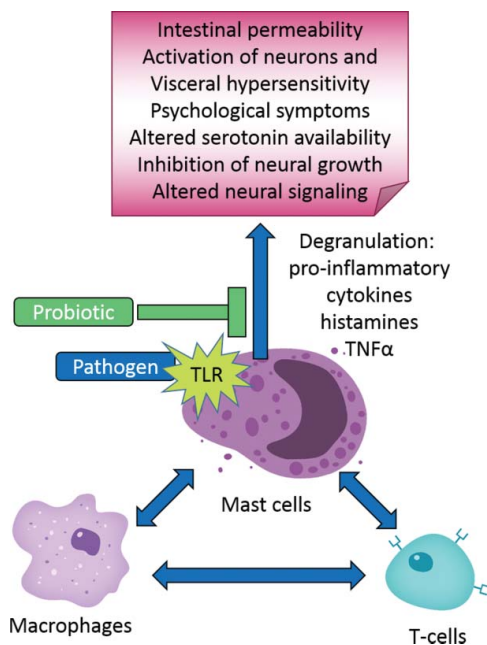 Intestinal permeability
Activation of neurons and
Visceral hypersensitivity
Psychological symptoms
Altered serotonin availability
Inhibition of neural growth
Altered neural signaling
Degranulation:
pro-inflammatory
cytokines
histamines
TNFα
Probiotic
Pathogen
TLR
Mast cells
Macrophages
T-cells